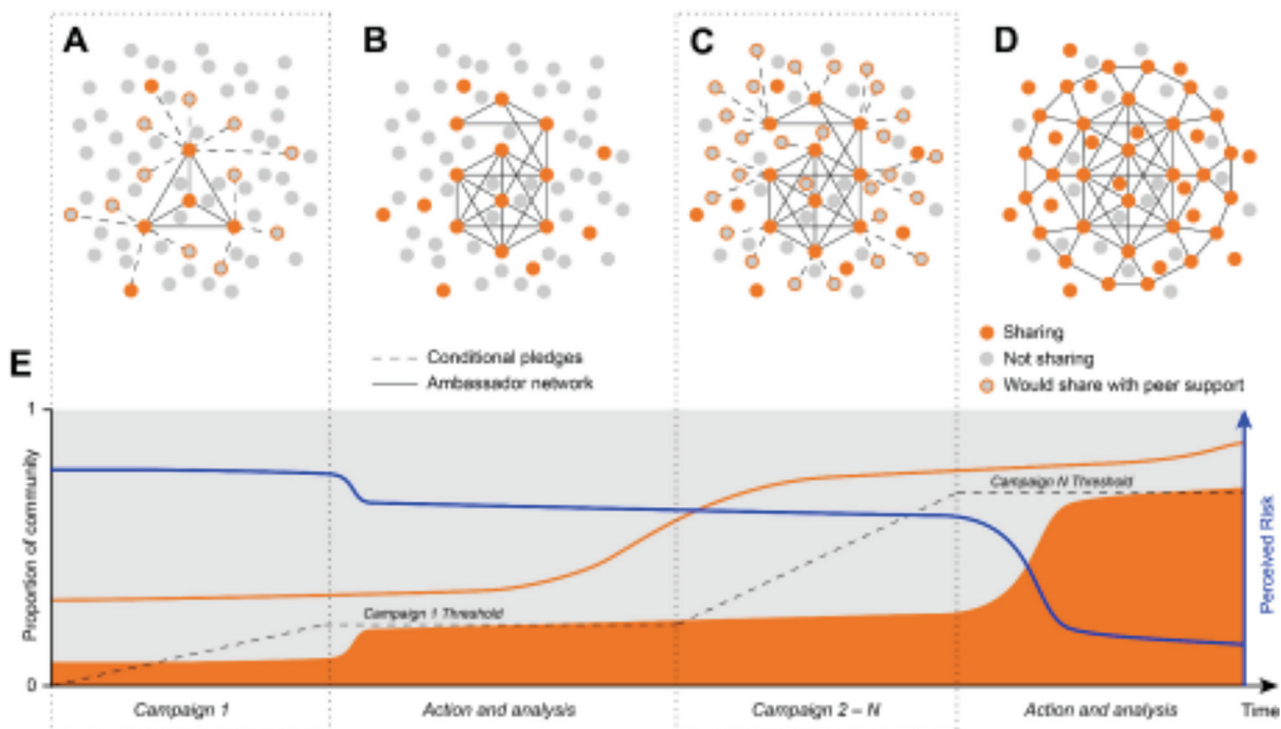 A
B
C
D
Sharing
Not sharing
Would share with peer support
Conditional pledges
Ambassador network
E
1
Proportion of community
0
Campaign 1 Threshold
Campaign N Threshold
Perceived Risk
Campaign 1
Action and analysis
Campaign 2 – N
Action and analysis
Time